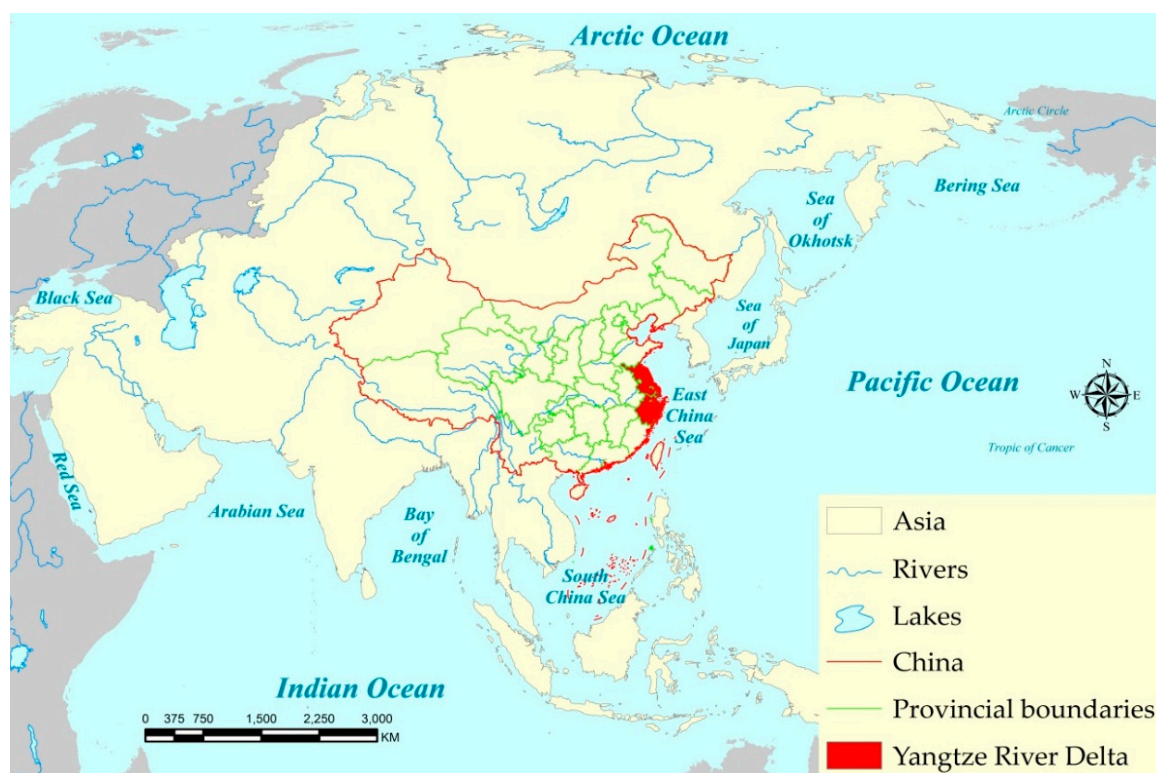 Arctic Ocean
Arctic Circle
Bering Sea
Sea
of
Okhotsk
Black Sea
Sea
of
Japan
Pacific Ocean
N
W E
S
East
China
Sea
Tropic of Cancer
Red Sea
Arabian Sea
Bay
of
Bengal
South
China Sea
Indian Ocean
0 375 750 1,500 2,250 3,000
KM
Asia
Rivers
Lakes
China
Provincial boundaries
Yangtze River Delta